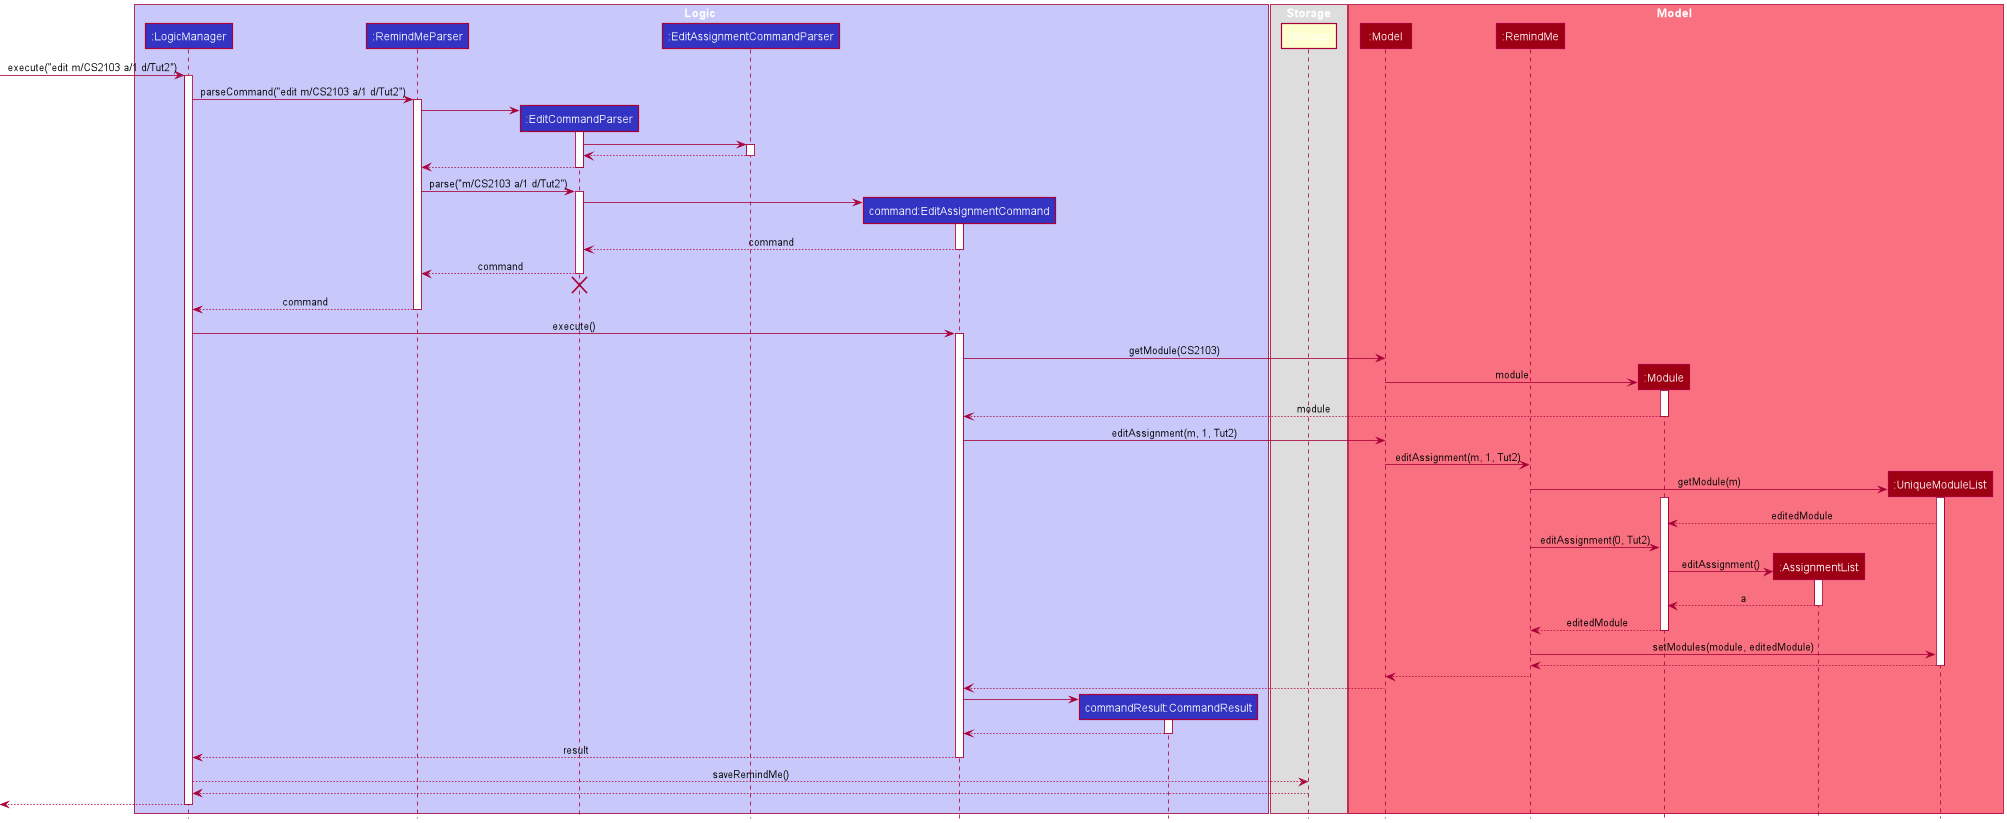 Logic
Storage
Model
:LogicManager
:RemindMeParser
:EditAssignmentCommandParser
:Model
:RemindMe
execute("edit m/CS2103 a/1 d/Tut2")
parseCommand("edit m/CS2103 a/1 d/Tut2")
:EditCommandParser
parse("m/CS2103 a/1 d/Tut2")
command:EditAssignmentCommand
command
command
command
execute()
getModule(CS2103)
module
:Module
module
editAssignment(m, 1, Tut2)
editAssignment(m, 1, Tut2)
getModule(m)
:UniqueModuleList
editedModule
editAssignment(0, Tut2)
editAssignment()
:AssignmentList
a
editedModule
setModules(module, editedModule)
commandResult:CommandResult
result
saveRemindMe()